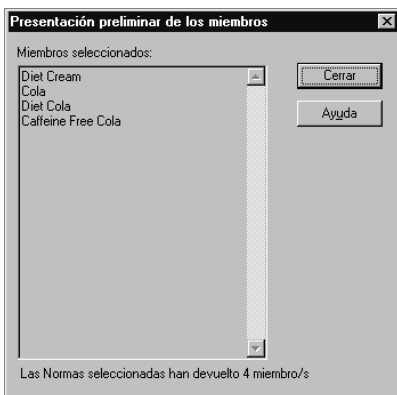 Presentación preliminar de los miembros
Miembros seleccionados:
Diet Cream
Cola
Diet Cola
Caffeine Free Cola
Cerrar
Ayuda
Las Normas seleccionadas han devuelto 4 miembro/s